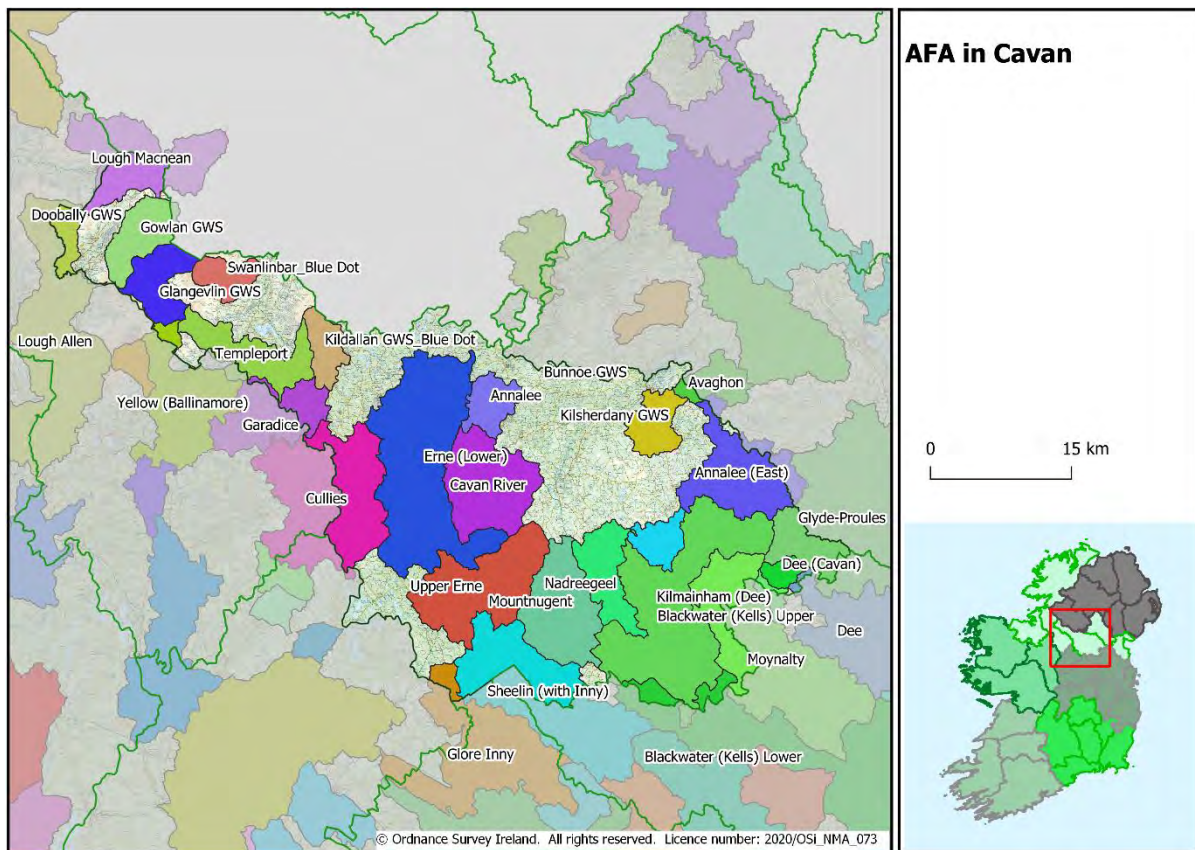 AFA in Cavan
Lough Macnean
Doobally GWS
Gowlan GWS
Swanlinbar_Blue Dot
Glangevlin GWS
Lough Allen
Templeport
Kildallan GWS_Blue Dot
Bunnoe GWS
Avaghon
Annalee
Yellow (Ballinamore)
Kilsherdany GWS
Garadice
Erne (Lower)
Cavan River
Annalee (East)
Cullies
Glyde-Proules
Dee (Cavan)
Upper Erne
Nadreegeel
Kilmainham (Dee)
Mountnugent
Blackwater (Kells) Upper
Dee
Moynalty
Sheelin (with Inny)
Glore Inny
Blackwater (Kells) Lower
0 15 km
© Ordnance Survey Ireland. All rights reserved. Licence number: 2020/OSi_NMA_073